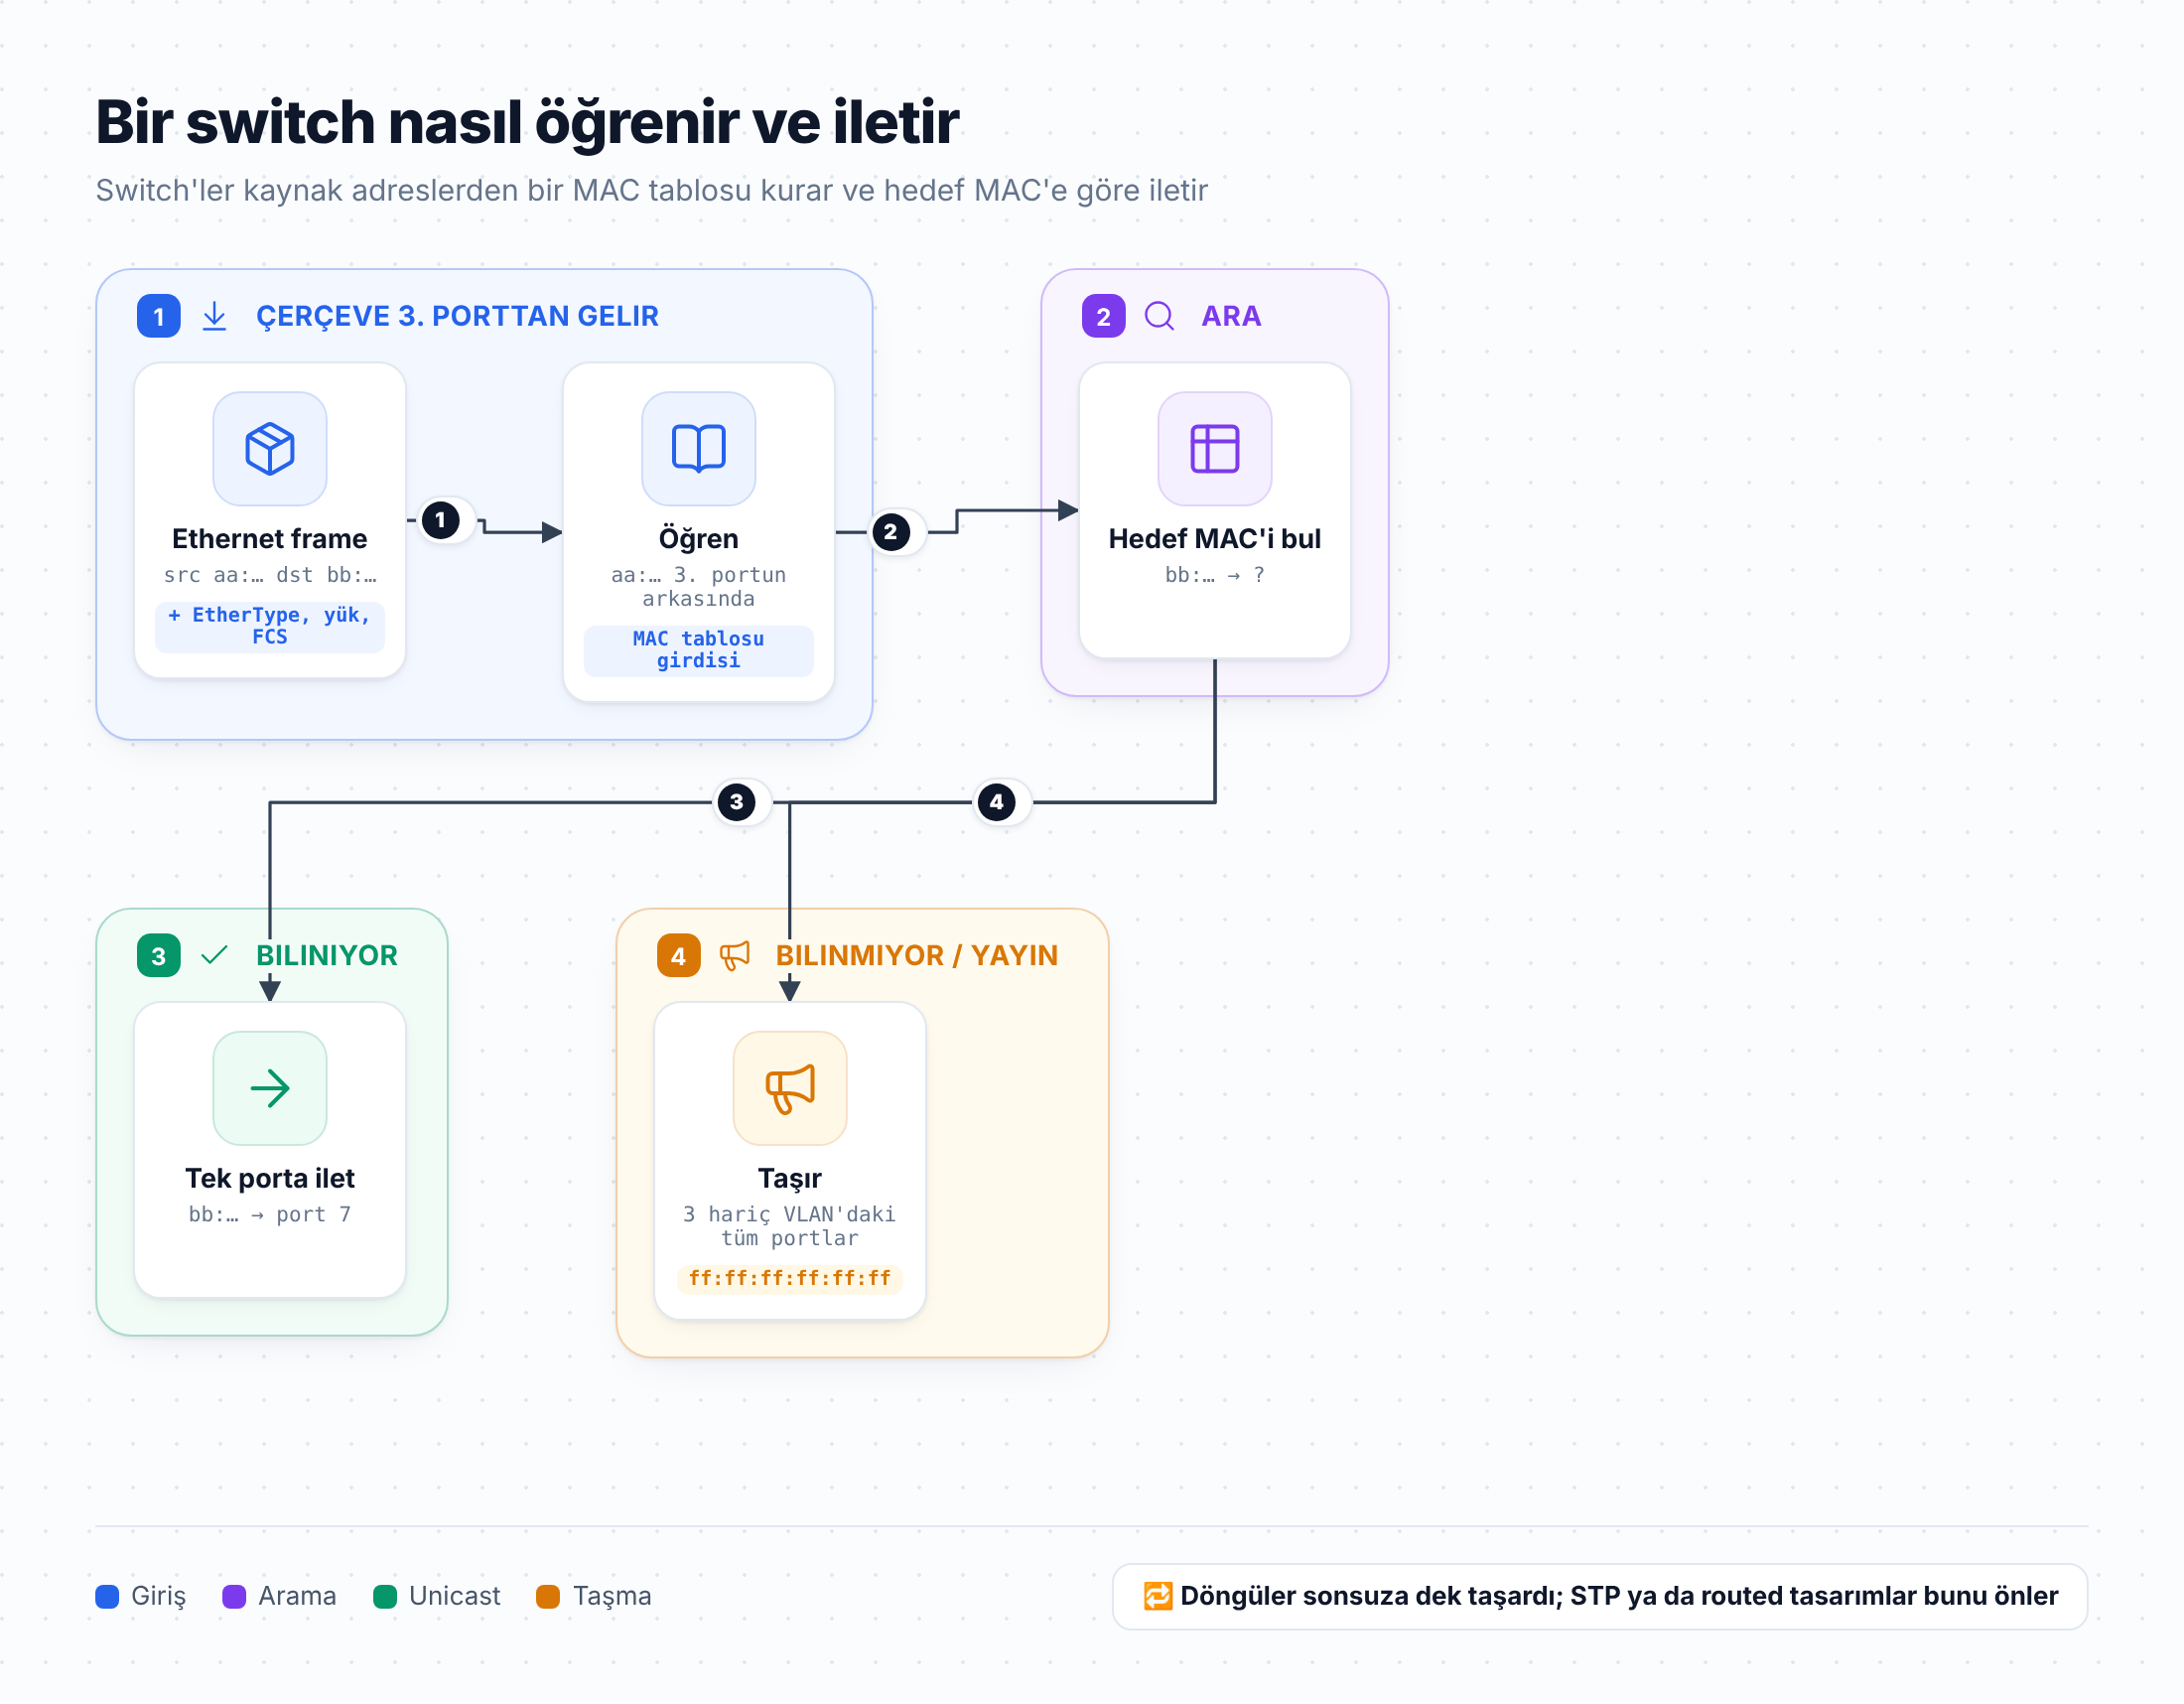 Bir switch nasıl öğrenir ve iletir
Switch'ler kaynak adreslerden bir MAC tablosu kurar ve hedef MAC'e göre iletir
1 ÇERÇEVE 3. PORTTAN GELIR
Ethernet frame
src aa:… dst bb:…
+ EtherType, yük,
FCS
1
Öğren
aa:… 3. portun
arkasında
MAC tablosu
girdisi
2
2 ARA
Hedef MAC'i bul
bb:… → ?
3
4
3 BILINIYOR
Tek porta ilet
bb:… → port 7
4 BILINMIYOR / YAYIN
Taşır
3 hariç VLAN'daki
tüm portlar
ff:ff:ff:ff:ff:ff
Giriş
Arama
Unicast
Taşma
🔁 Döngüler sonsuza dek taşardı; STP ya da routed tasarımlar bunu önler